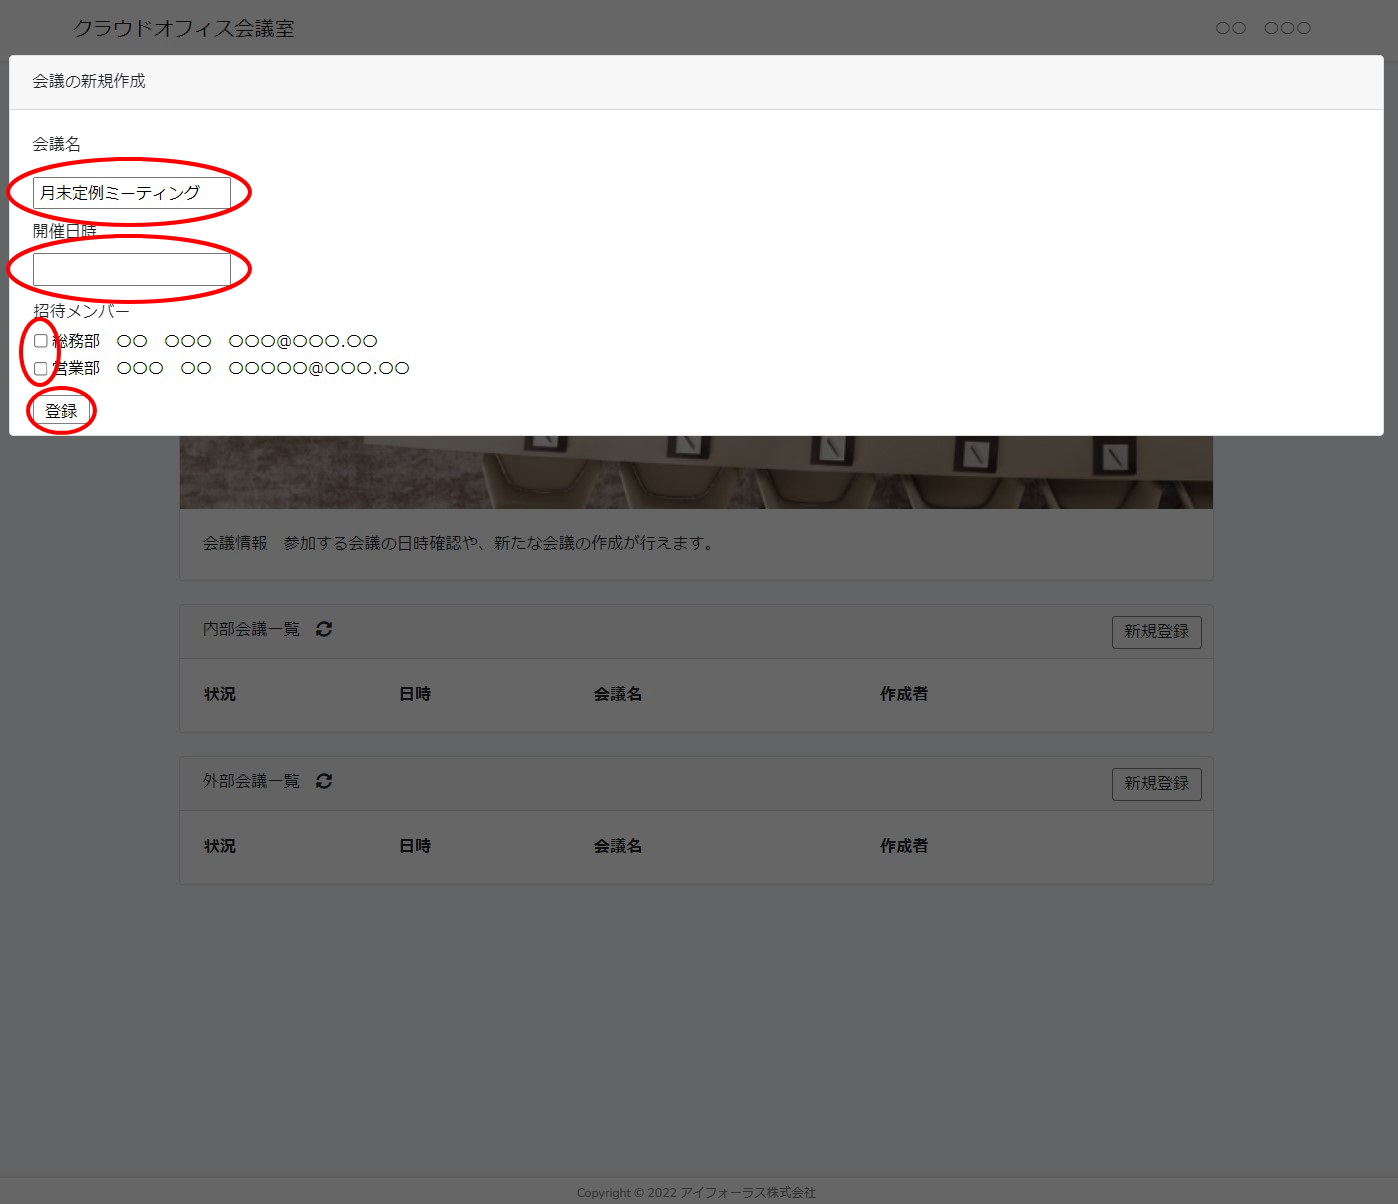 クラウドオフィス会議室 〇〇　〇〇〇
会議の新規作成
会議名
月末定例ミーティング
開催日時
招待メンバー
総務部　〇〇　〇〇〇　〇〇〇@〇〇〇.〇〇
営業部　〇〇〇　〇〇　〇〇〇〇〇@〇〇〇.〇〇
登録
会議情報　参加する会議の日時確認や、新たな会議の作成が行えます。
内部会議一覧 新規登録
状況 日時 会議名 作成者
外部会議一覧 新規登録
状況 日時 会議名 作成者
Copyright © 2022 アイフォーラス株式会社